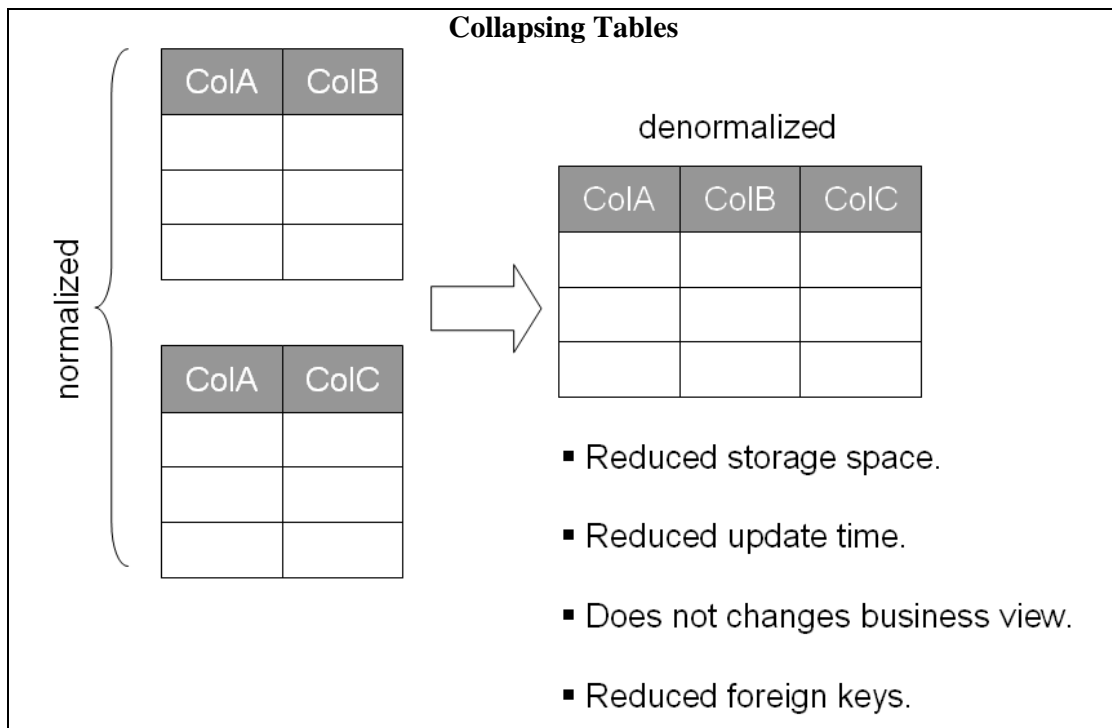 Collapsing Tables
normalized
ColA ColB
ColA ColC
denormalized
ColA ColB ColC
▪ Reduced storage space.
▪ Reduced update time.
▪ Does not changes business view.
▪ Reduced foreign keys.